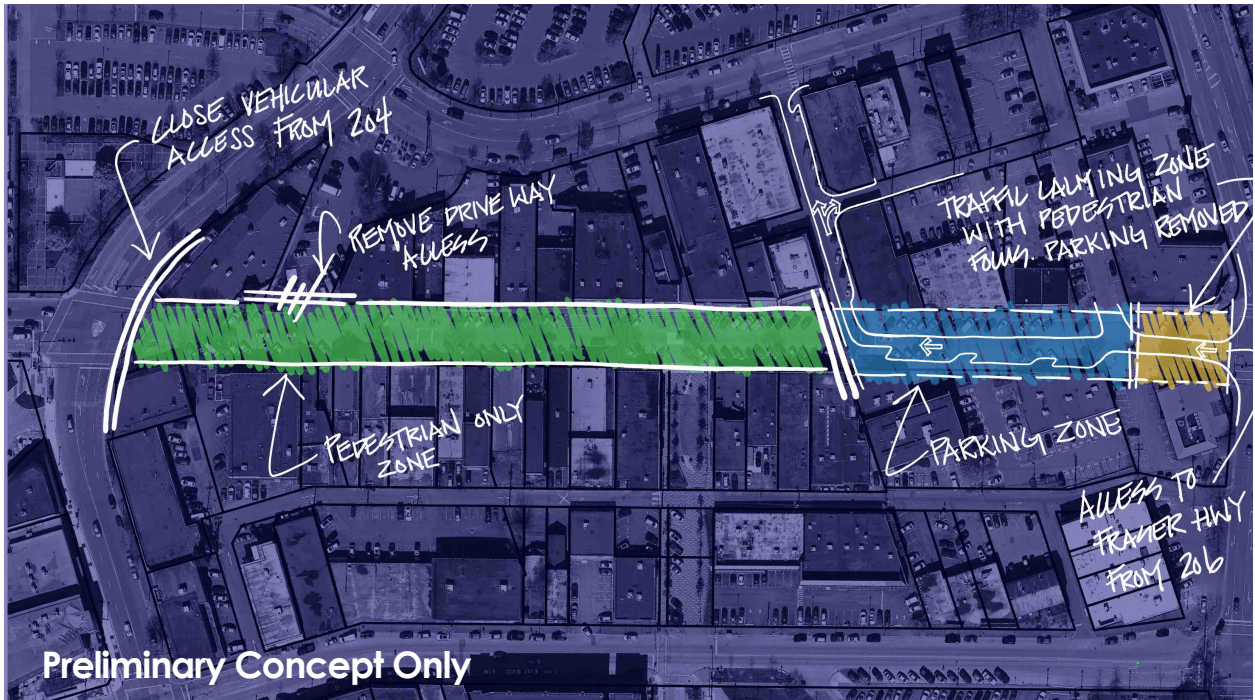 CLOSE VEHICULAR
ACCESS FROM 204
REMOVE DRIVE WAY
ACCESS
TRAFFIC CALMING ZONE
WITH PEDESTRIAN
FOCUS. PARKING REMOVED
PEDESTRIAN ONLY
ZONE
PARKING ZONE
ACCESS TO
FRASER HWY
FROM 206
Preliminary Concept Only